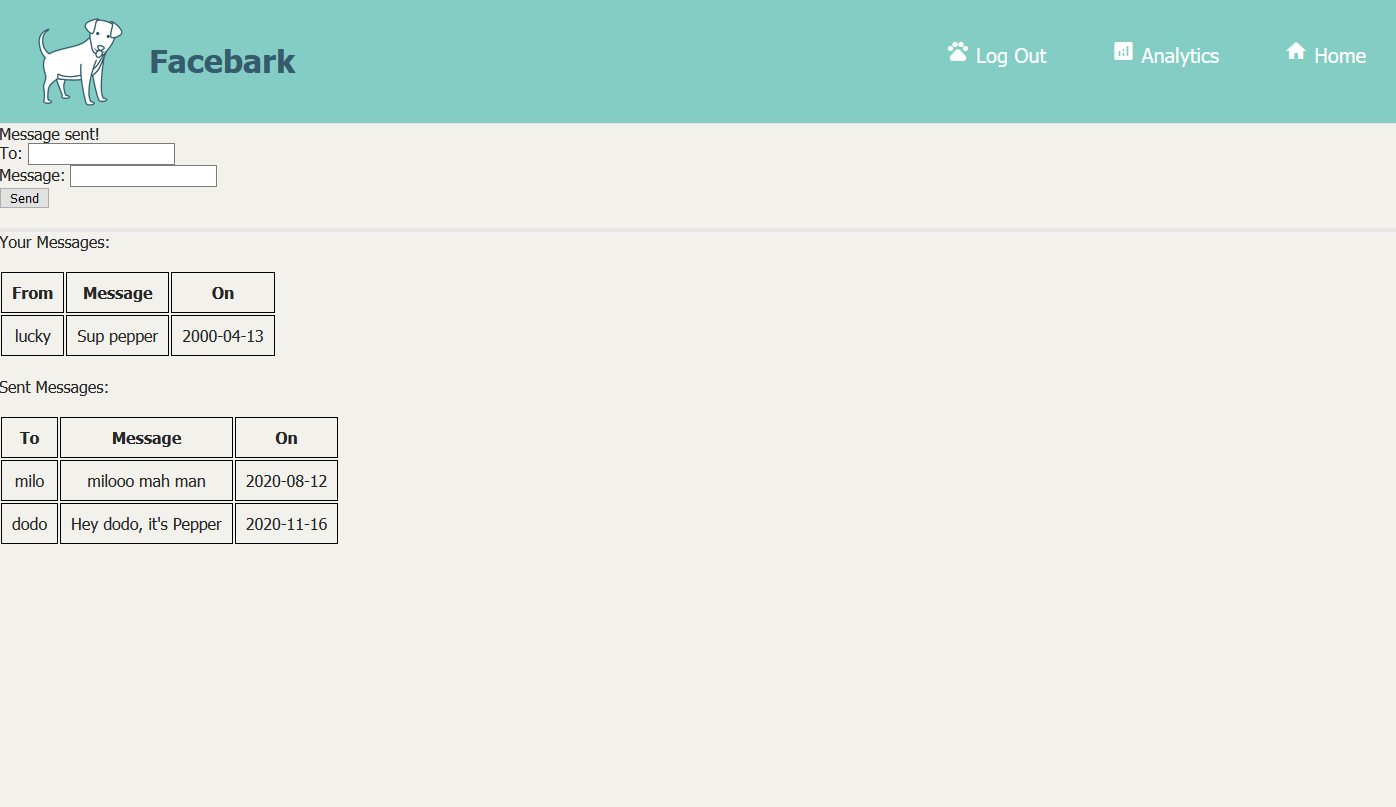 Facebark
Log Out Analytics Home
Message sent!
To:
Message:
Send
Your Messages:
From Message On
lucky Sup pepper 2000-04-13
Sent Messages:
To Message On
milo milooo mah man 2020-08-12
dodo Hey dodo, it's Pepper 2020-11-16